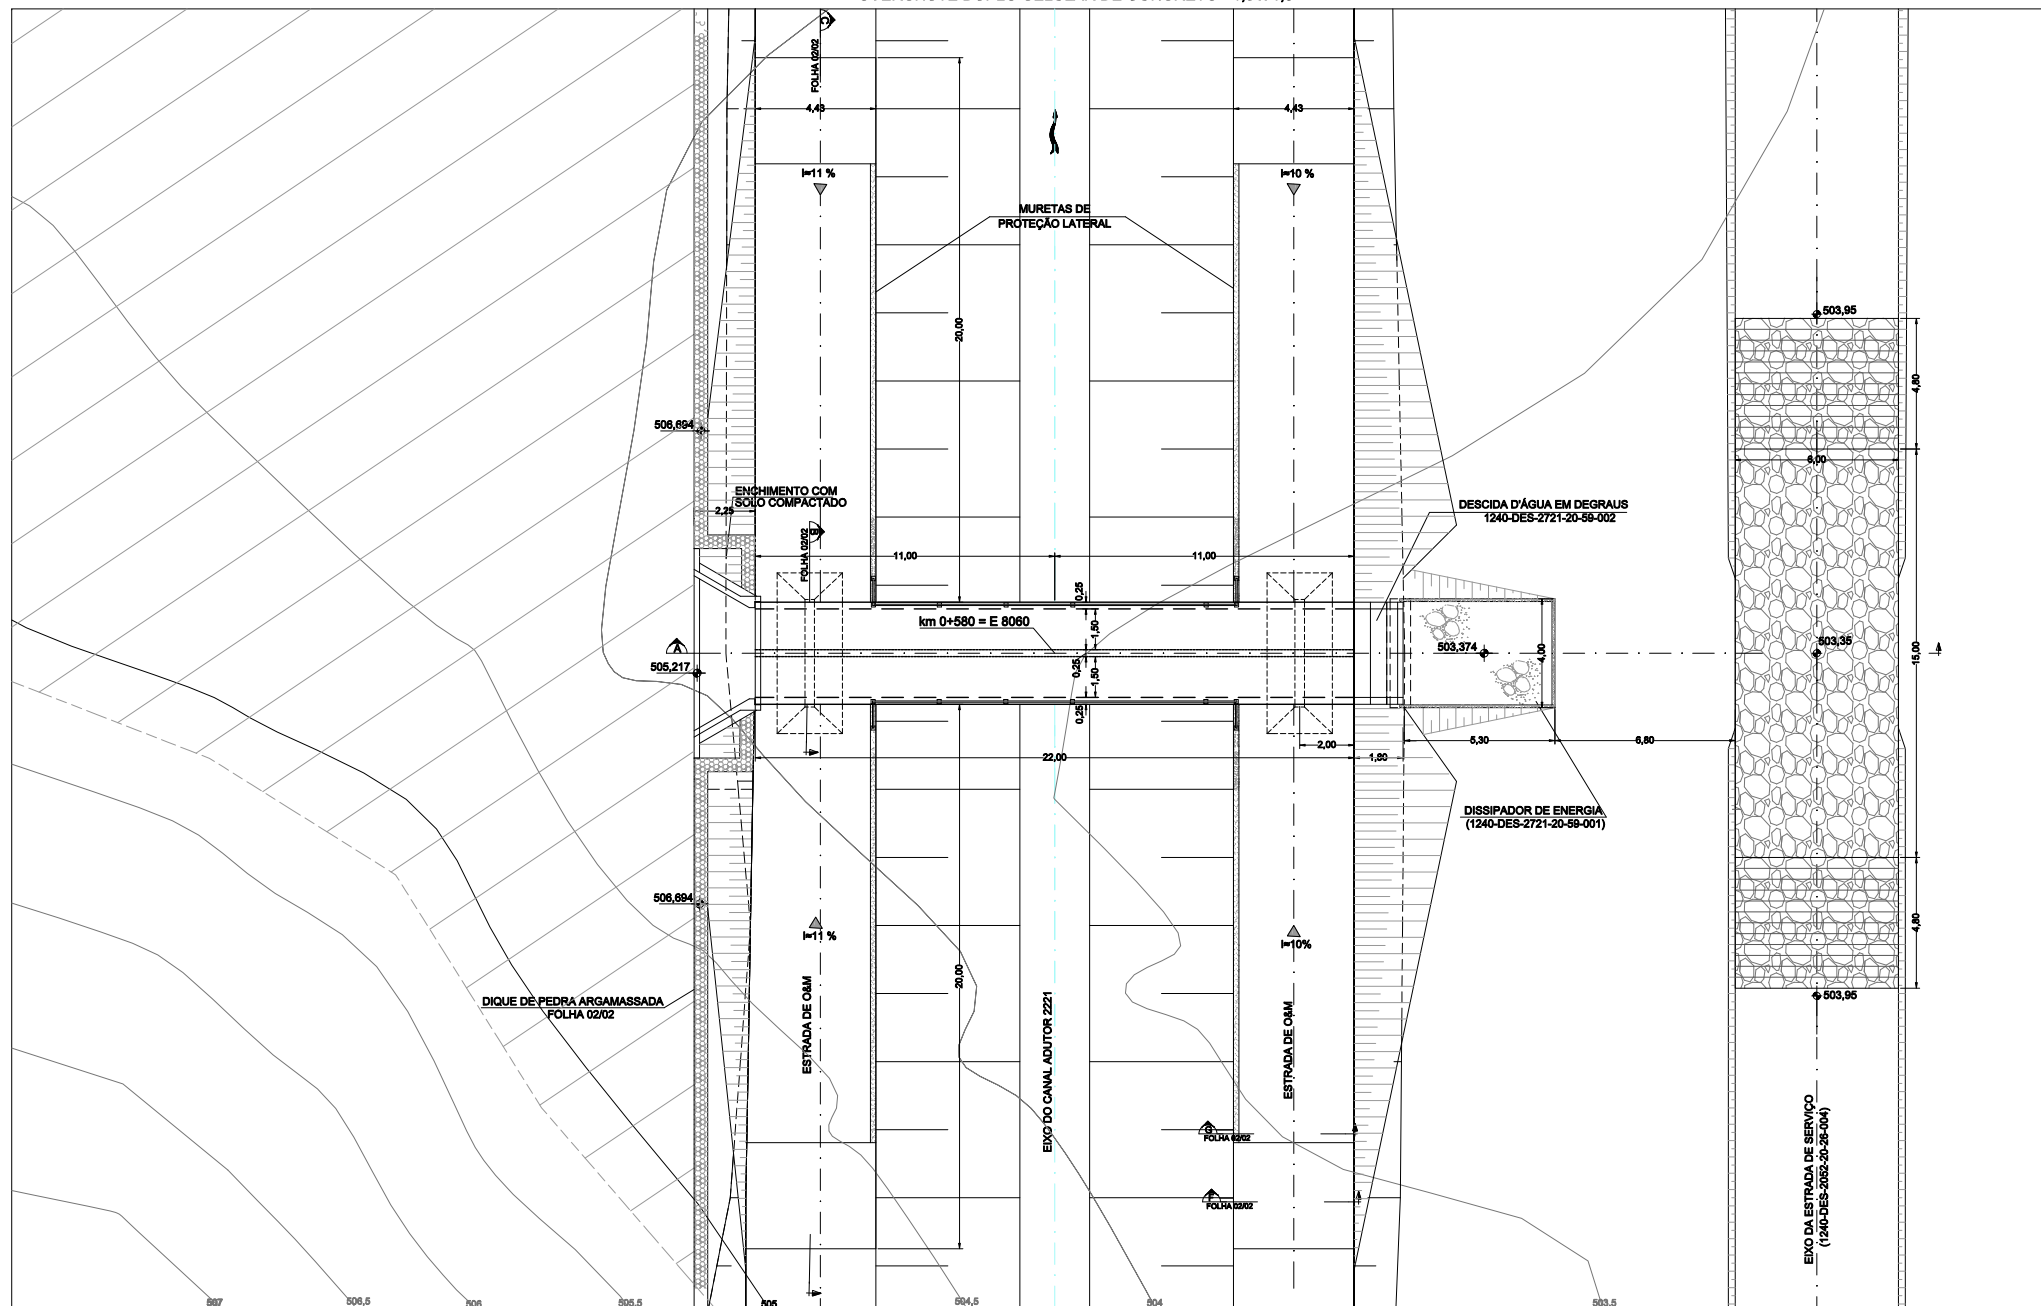 C
FOLHA 02/02
4,43
4,43
i=11 %
i=10 %
MURETAS DE
PROTEÇÃO LATERAL
20,00
503,95
4,80
6,00
506,694
ENCHIMENTO COM
SOLO COMPACTADO
2,25
B
FOLHA 02/02
DESCIDA D'ÁGUA EM DEGRAUS
1240-DES-2721-20-59-002
11,00
11,00
0,25
km 0+580 = E 8060
1,50
A
505,217
0,25
1,50
0,25
503,374
4,00
503,35
15,00
2,00
22,00
1,80
5,30
6,80
DISSIPADOR DE ENERGIA
(1240-DES-2721-20-59-001)
506,694
i=11 %
i=10%
4,80
20,00
503,95
DIQUE DE PEDRA ARGAMASSADA
FOLHA 02/02
ESTRADA DE O&M
EIXO DO CANAL ADUTOR 2221
ESTRADA DE O&M
G
FOLHA 02/02
F
FOLHA 02/02
EIXO DA ESTRADA DE SERVIÇO
(1240-DES-2052-20-26-004)
507
506,5
506
505,5
505
504,5
504
503,5